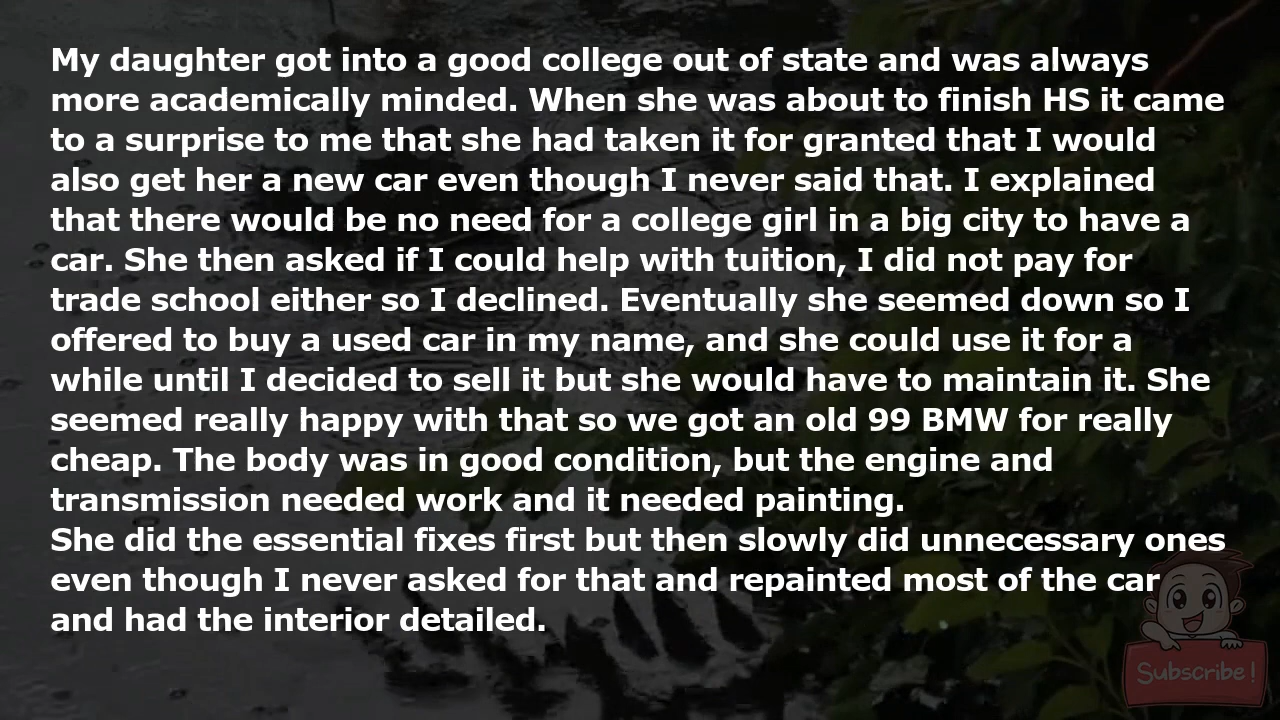 My daughter got into a good college out of state and was always
more academically minded. When she was about to finish HS it came
to a surprise to me that she had taken it for granted that I would
also get her a new car even though I never said that. I explained
that there would be no need for a college girl in a big city to have a
car. She then asked if I could help with tuition, I did not pay for
trade school either so I declined. Eventually she seemed down so I
offered to buy a used car in my name, and she could use it for a
while until I decided to sell it but she would have to maintain it. She
seemed really happy with that so we got an old 99 BMW for really
cheap. The body was in good condition, but the engine and
transmission needed work and it needed painting.
She did the essential fixes first but then slowly did unnecessary ones
even though I never asked for that and repainted most of the car
and had the interior detailed.
Subscribe!